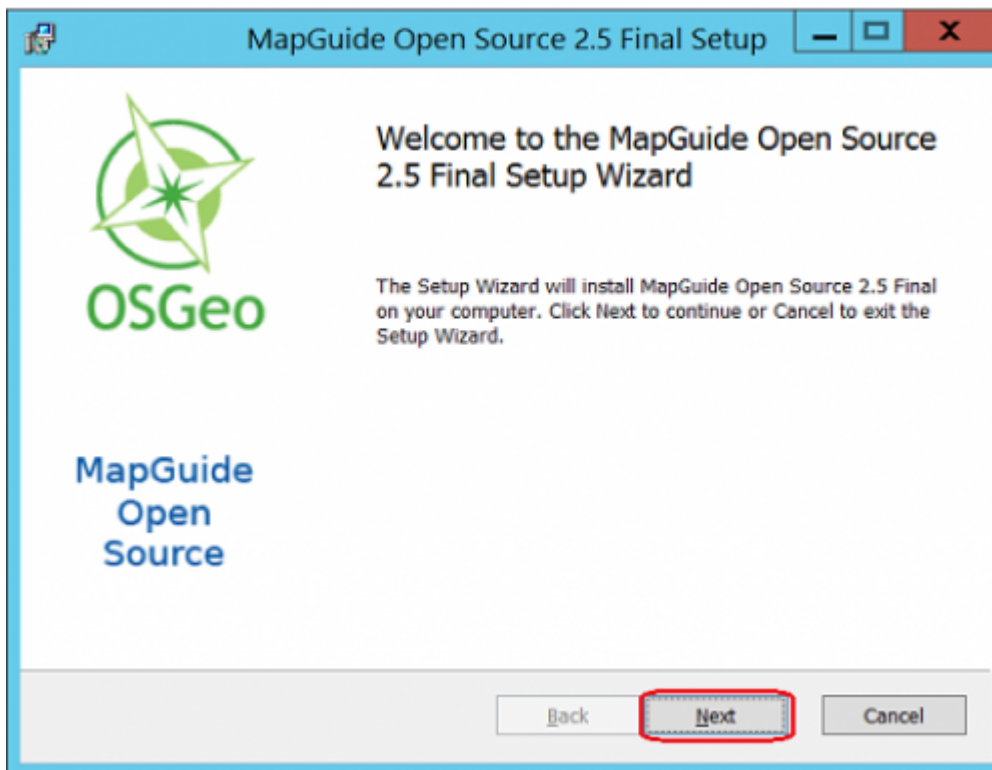 MapGuide Open Source 2.5 Final Setup
Welcome to the MapGuide Open Source
2.5 Final Setup Wizard
The Setup Wizard will install MapGuide Open Source 2.5 Final
on your computer. Click Next to continue or Cancel to exit the
Setup Wizard.
OSGeo
MapGuide
Open
Source
Back
Next
Cancel